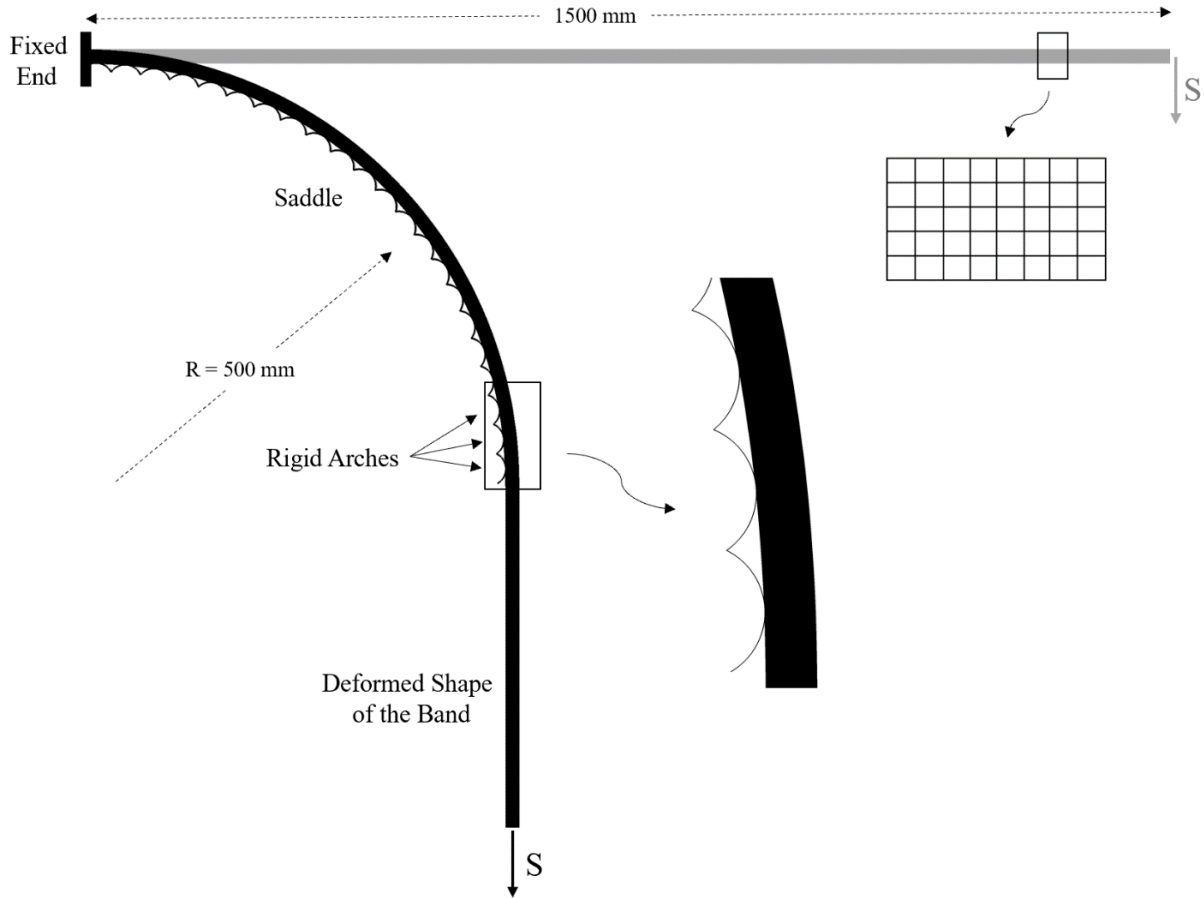 1500 mm
Fixed
End
S
Saddle
R = 500 mm
Rigid Arches
Deformed Shape
of the Band
S